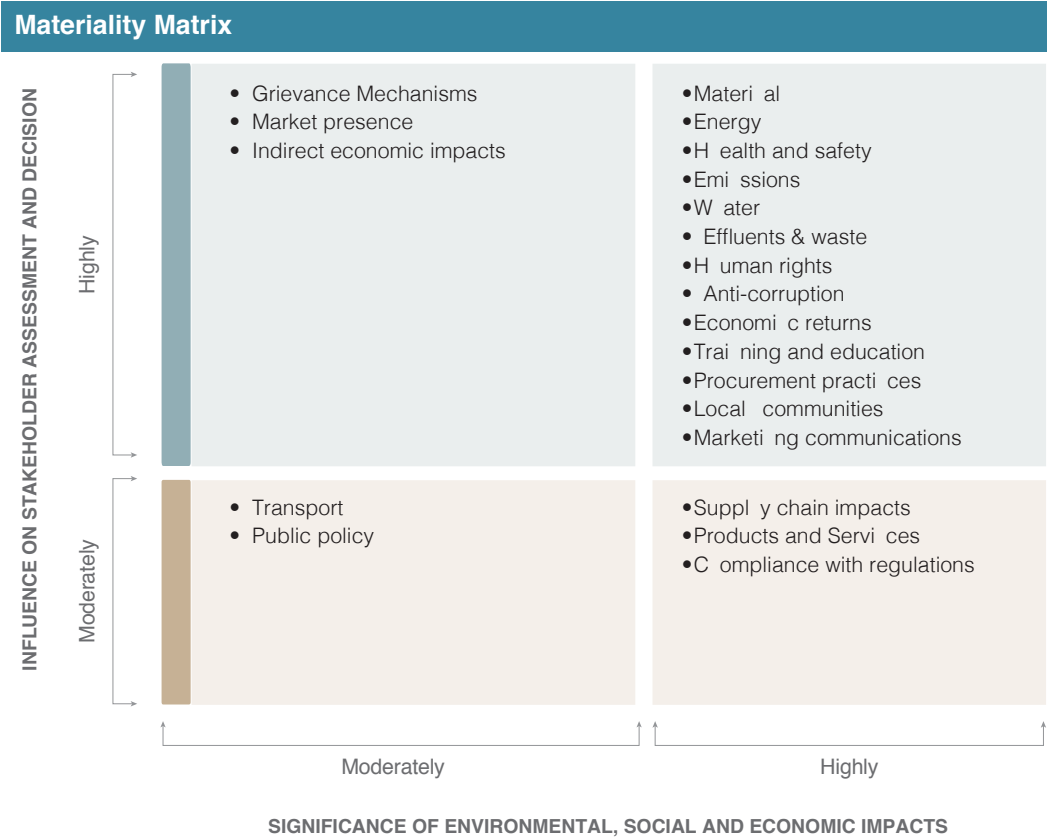 Materiality Matrix
INFLUENCE ON STAKEHOLDER ASSESSMENT AND DECISION
Highly
• Grievance Mechanisms
• Market presence
• Indirect economic impacts
•Materi al
•Energy
•H ealth and safety
•Emi ssions
•W ater
• Effluents & waste
•H uman rights
• Anti-corruption
•Economi c returns
•Trai ning and education
•Procurement practi ces
•Local communities
•Marketi ng communications
Moderately
• Transport
• Public policy
•Suppl y chain impacts
•Products and Servi ces
•C ompliance with regulations
Moderately
Highly
SIGNIFICANCE OF ENVIRONMENTAL, SOCIAL AND ECONOMIC IMPACTS